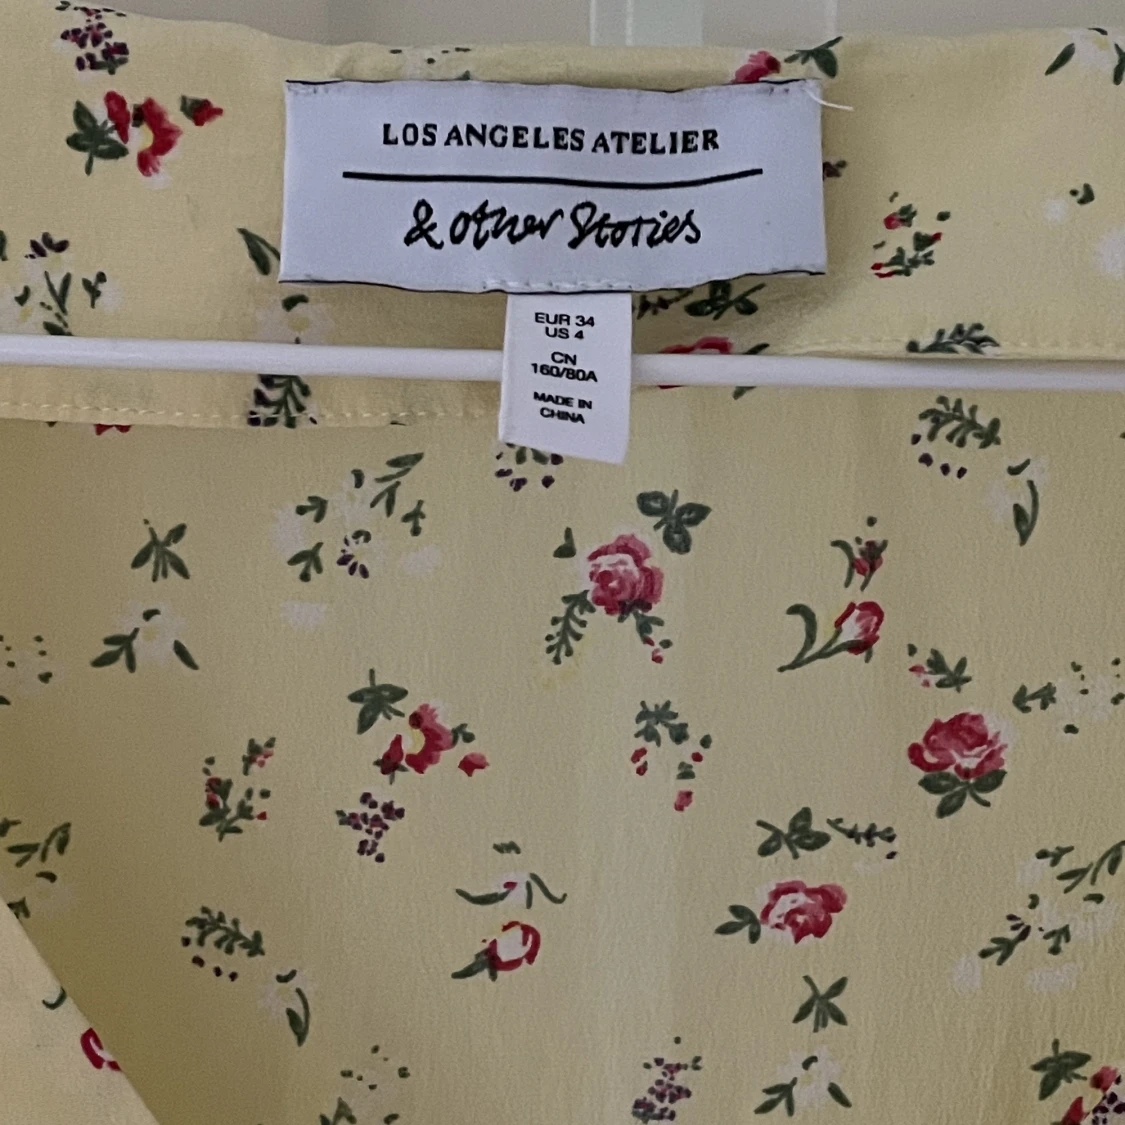 LOS ANGELES ATELIER
& other Stories
EUR 34
US 4
CN
160/80A
MADE IN
CHINA